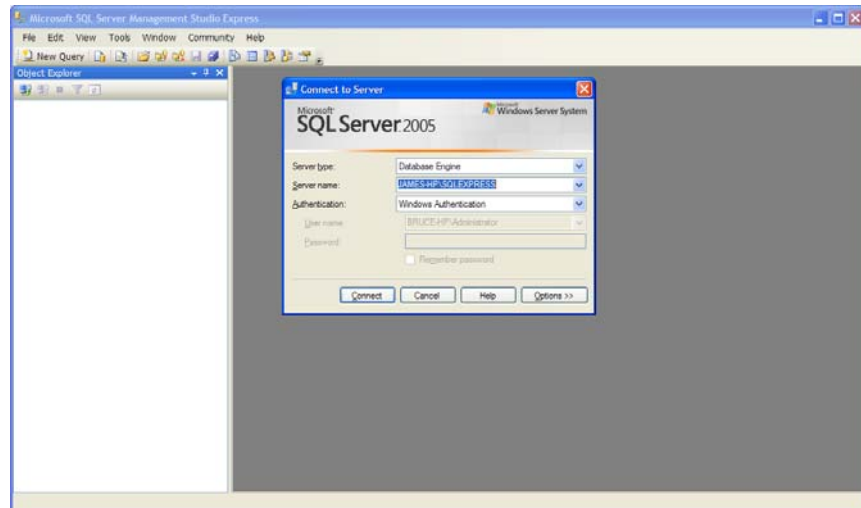 Microsoft SQL Server Management Studio Express
File Edit View Tools Window Community Help
New Query
Object Explorer
Connect to Server
Microsoft
SQL Server 2005
Microsoft
Windows Server System
Server type: Database Engine
Server name: JAMES-HP\SQLEXPRESS
Authentication: Windows Authentication
User name: BRUCE-HP\Administrator
Password:
Remember password
Connect Cancel Help Options >>